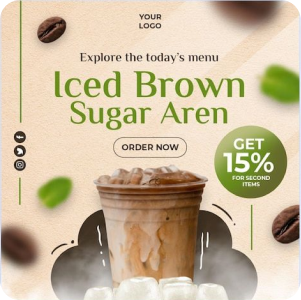 YOUR
LOGO
Explore the today's menu
Iced Brown
Sugar Aren
ORDER NOW
GET
15%
FOR SECOND
ITEMS